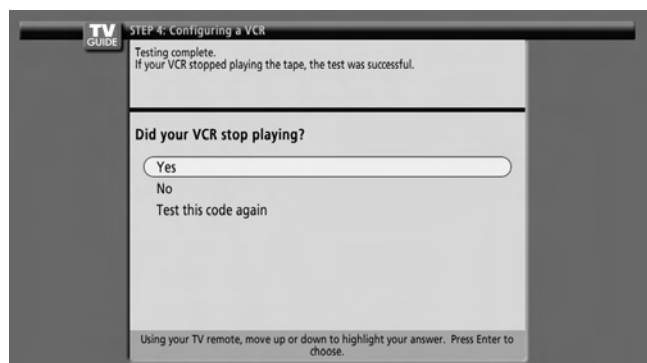 TV
GUIDE
STEP 4: Configuring a VCR
Testing complete.
If your VCR stopped playing the tape, the test was successful.
Did your VCR stop playing?
Yes
No
Test this code again
Using your TV remote, move up or down to highlight your answer. Press Enter to
choose.